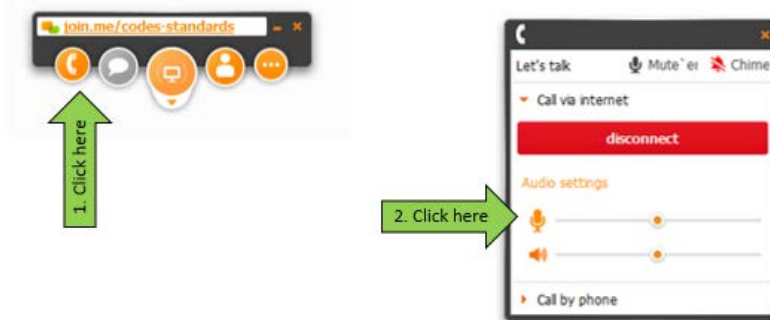 join.me/codes-standards
1. Click here
Let's talk
Mute`er
Chime
Call via internet
disconnect
Audio settings
2. Click here
Call by phone